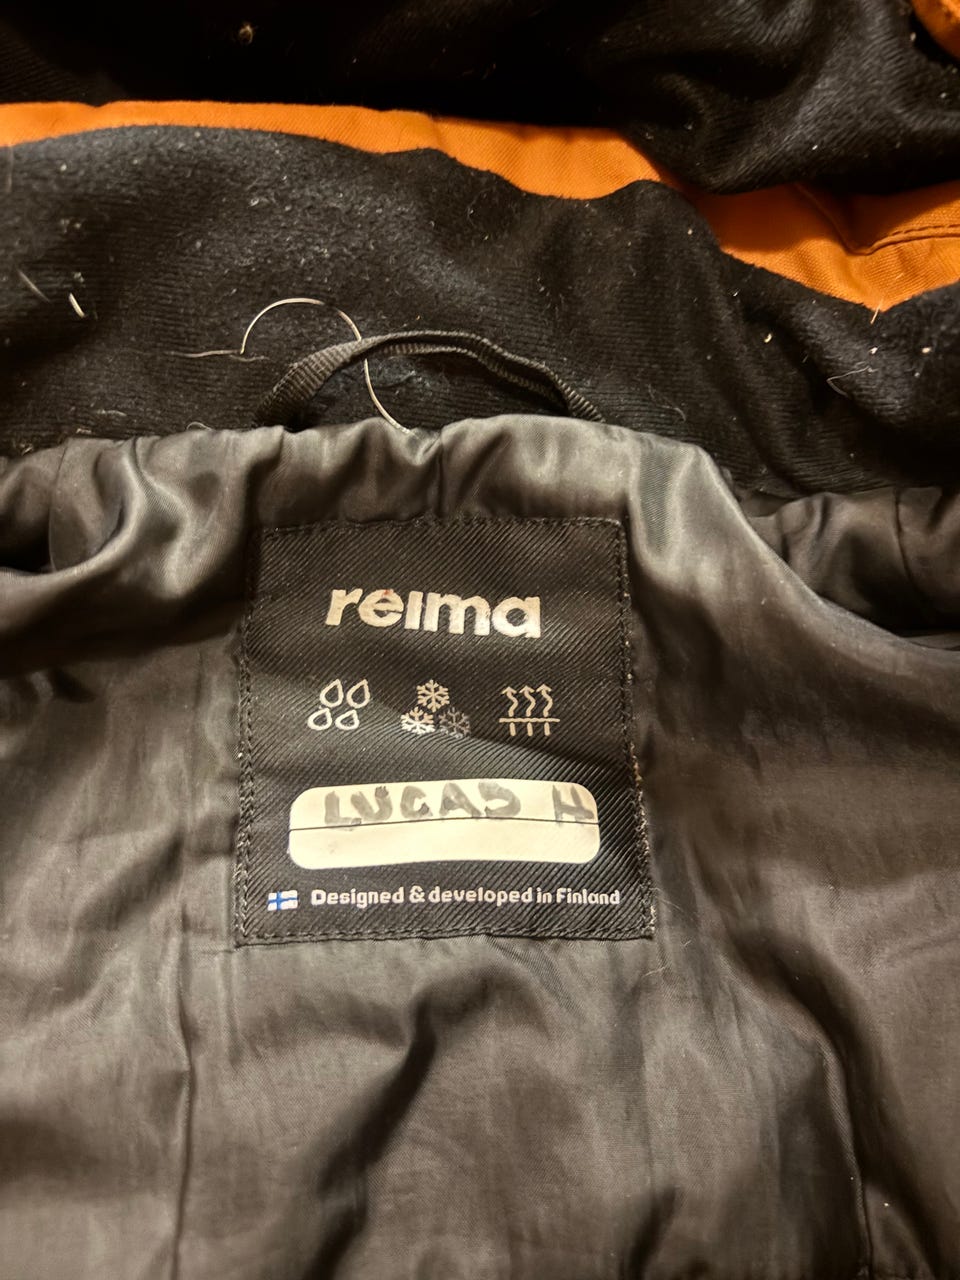 reima
LUCAS H
Designed & developed in Finland